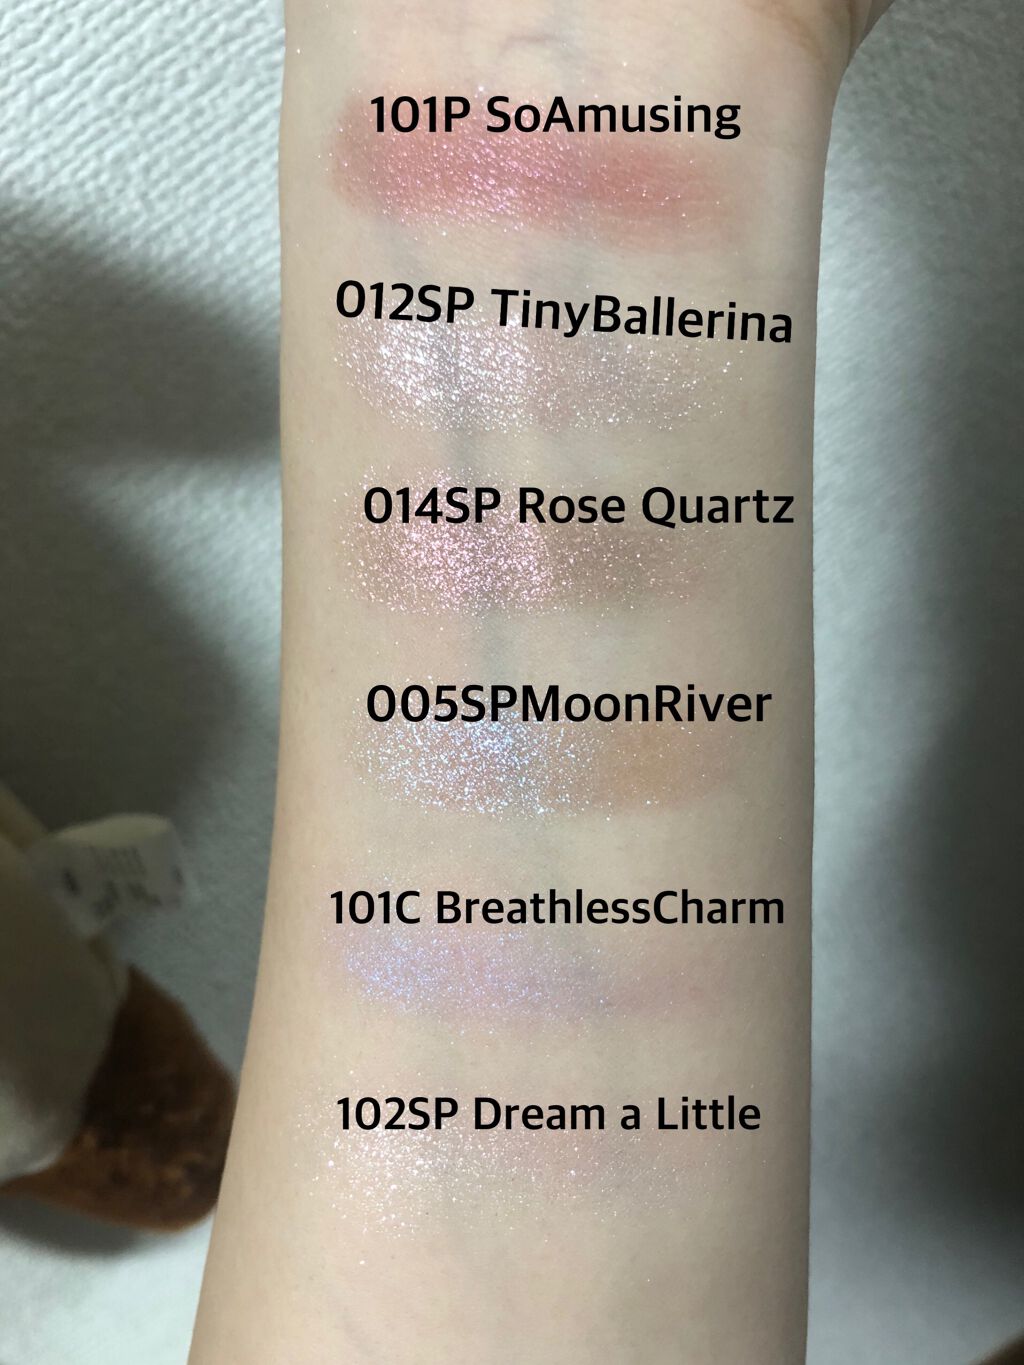 101P SoAmusing
012SP TinyBallerina
014SP Rose Quartz
005SPMoonRiver
101C BreathlessCharm
102SP Dream a Little